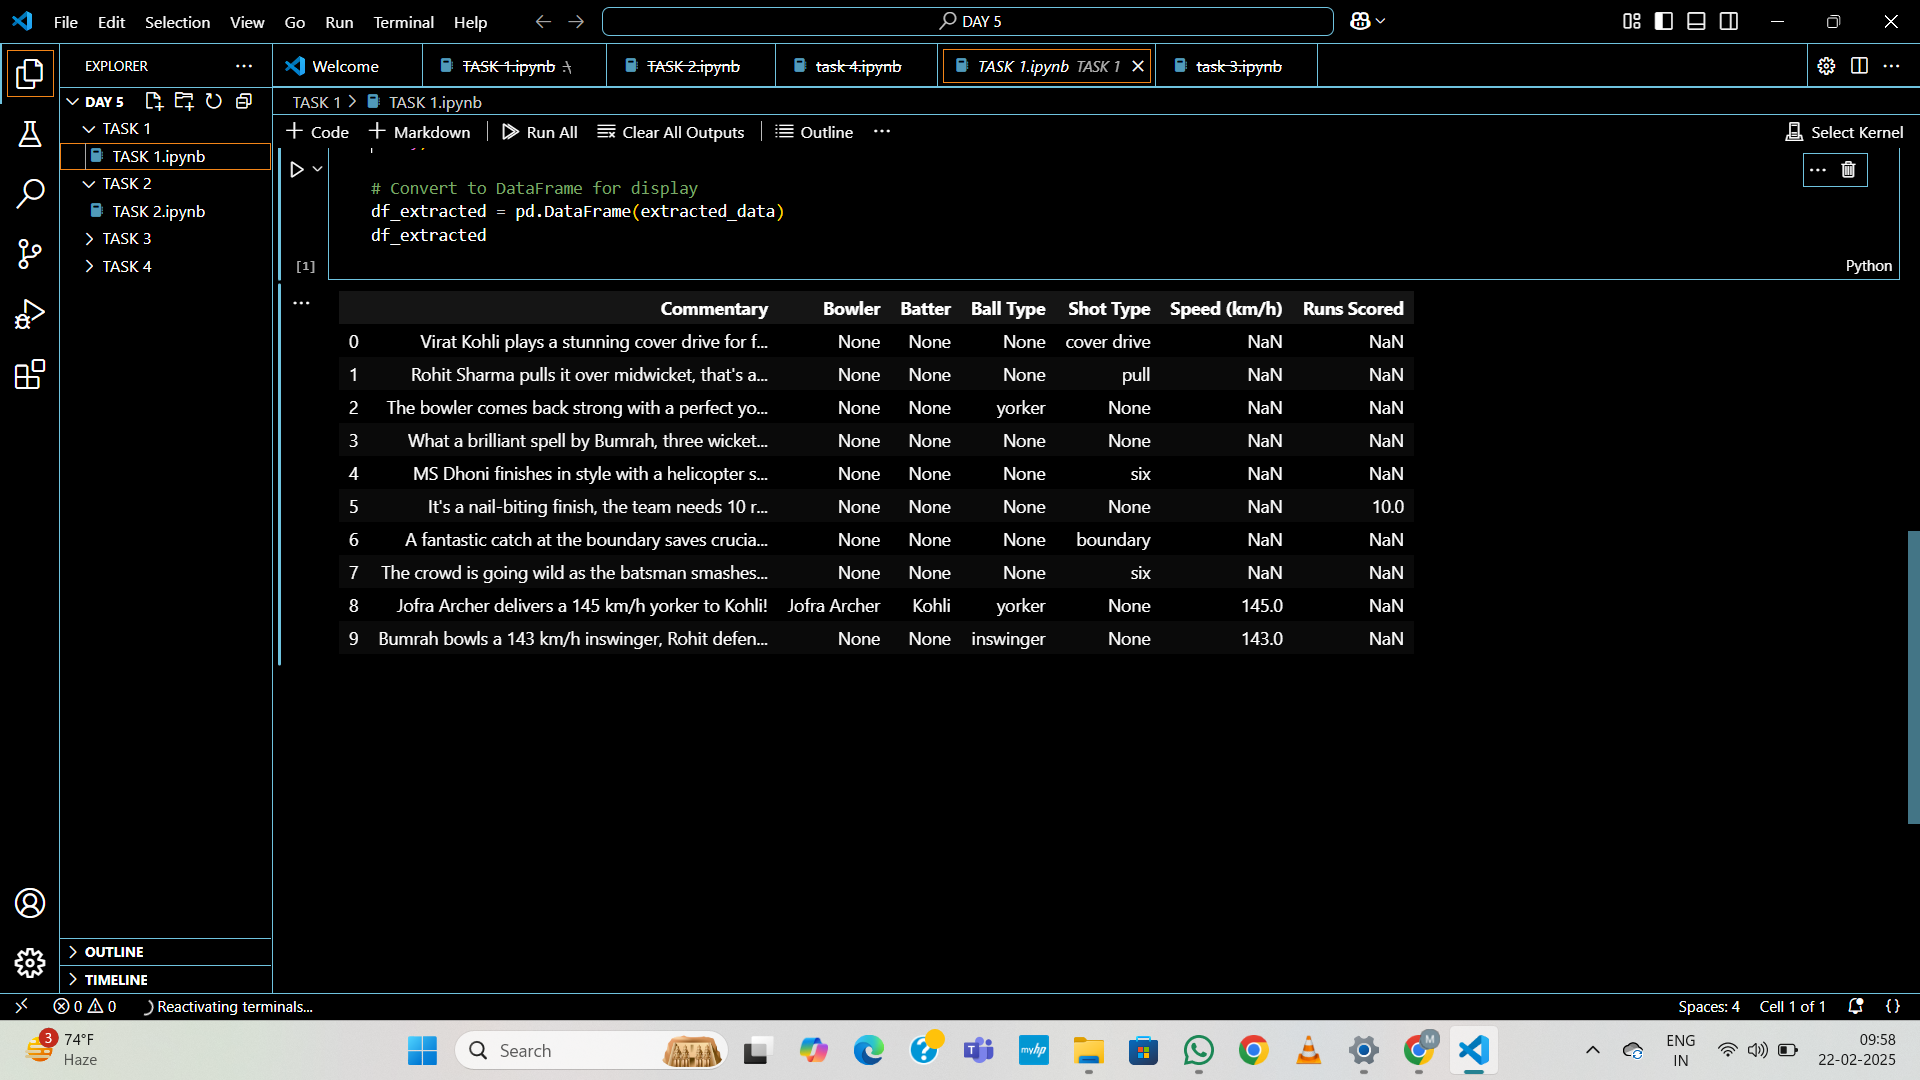 File Edit Selection View Go Run Terminal Help
DAY 5
EXPLORER
Welcome
TASK 1.ipynb .\
TASK 2.ipynb
task 4.ipynb
TASK 1.ipynb TASK 1
task 3.ipynb
DAY 5
TASK 1
TASK 1.ipynb
TASK 2
TASK 2.ipynb
TASK 3
TASK 4
OUTLINE
TIMELINE
TASK 1 > TASK 1.ipynb
+ Code + Markdown Run All Clear All Outputs Outline ...
Select Kernel
# Convert to DataFrame for display
df_extracted = pd.DataFrame(extracted_data)
df_extracted
[1]
Python
Commentary Bowler Batter Ball Type Shot Type Speed (km/h) Runs Scored
0 Virat Kohli plays a stunning cover drive for f... None None None cover drive NaN NaN
1 Rohit Sharma pulls it over midwicket, that's a... None None None pull NaN NaN
2 The bowler comes back strong with a perfect yo... None None yorker None NaN NaN
3 What a brilliant spell by Bumrah, three wicket... None None None None NaN NaN
4 MS Dhoni finishes in style with a helicopter s... None None None six NaN NaN
5 It's a nail-biting finish, the team needs 10 r... None None None None NaN 10.0
6 A fantastic catch at the boundary saves crucia... None None None boundary NaN NaN
7 The crowd is going wild as the batsman smashes... None None None six NaN NaN
8 Jofra Archer delivers a 145 km/h yorker to Kohli! Jofra Archer Kohli yorker None 145.0 NaN
9 Bumrah bowls a 143 km/h inswinger, Rohit defen... None None inswinger None 143.0 NaN
0 0 Reactivating terminals...
Spaces: 4 Cell 1 of 1 {}
3
74°F
Haze
Search
myhp
M
ENG
IN
09:58
22-02-2025